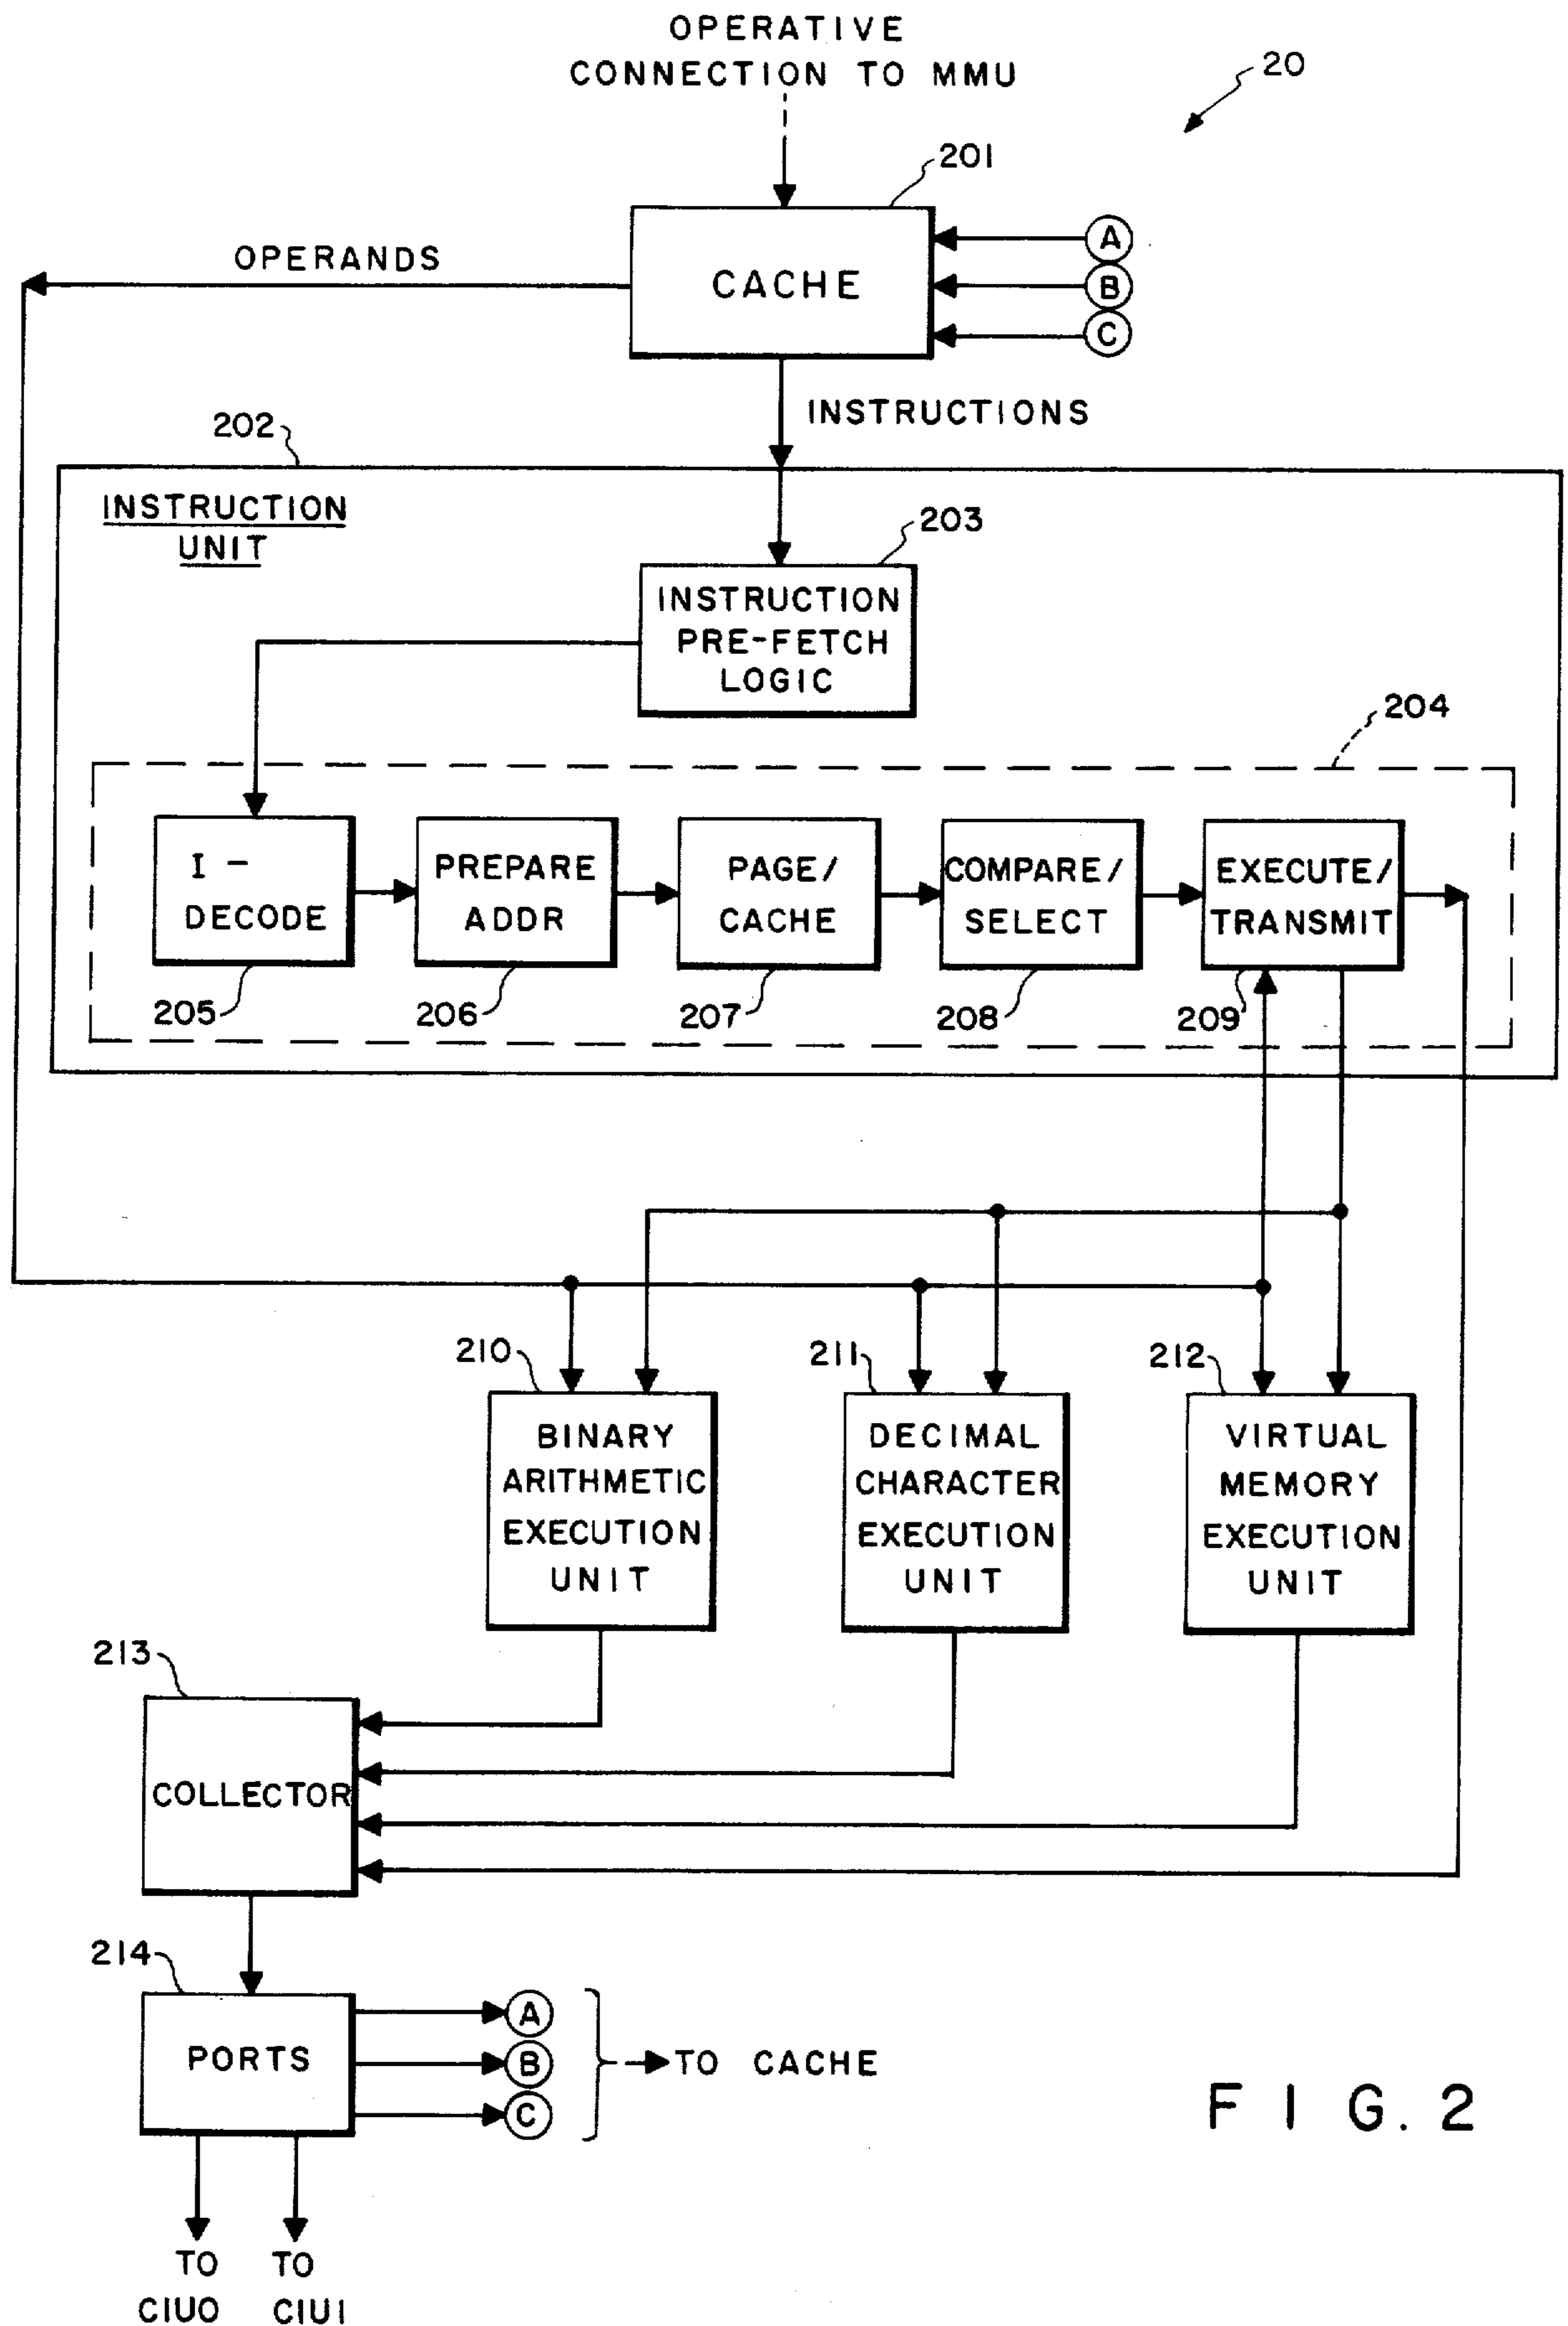 OPERATIVE
CONNECTION TO MMU
20
201
OPERANDS
CACHE
A
B
C
INSTRUCTIONS
202
INSTRUCTION
UNIT
203
INSTRUCTION
PRE-FETCH
LOGIC
204
I -
DECODE
PREPARE
ADDR
PAGE/
CACHE
COMPARE/
SELECT
EXECUTE/
TRANSMIT
205
206
207
208
209
210
211
212
BINARY
ARITHMETIC
EXECUTION
UNIT
DECIMAL
CHARACTER
EXECUTION
UNIT
VIRTUAL
MEMORY
EXECUTION
UNIT
213
COLLECTOR
214
PORTS
A
B
C
TO CACHE
TO
CIU0
TO
CIU1
FIG. 2